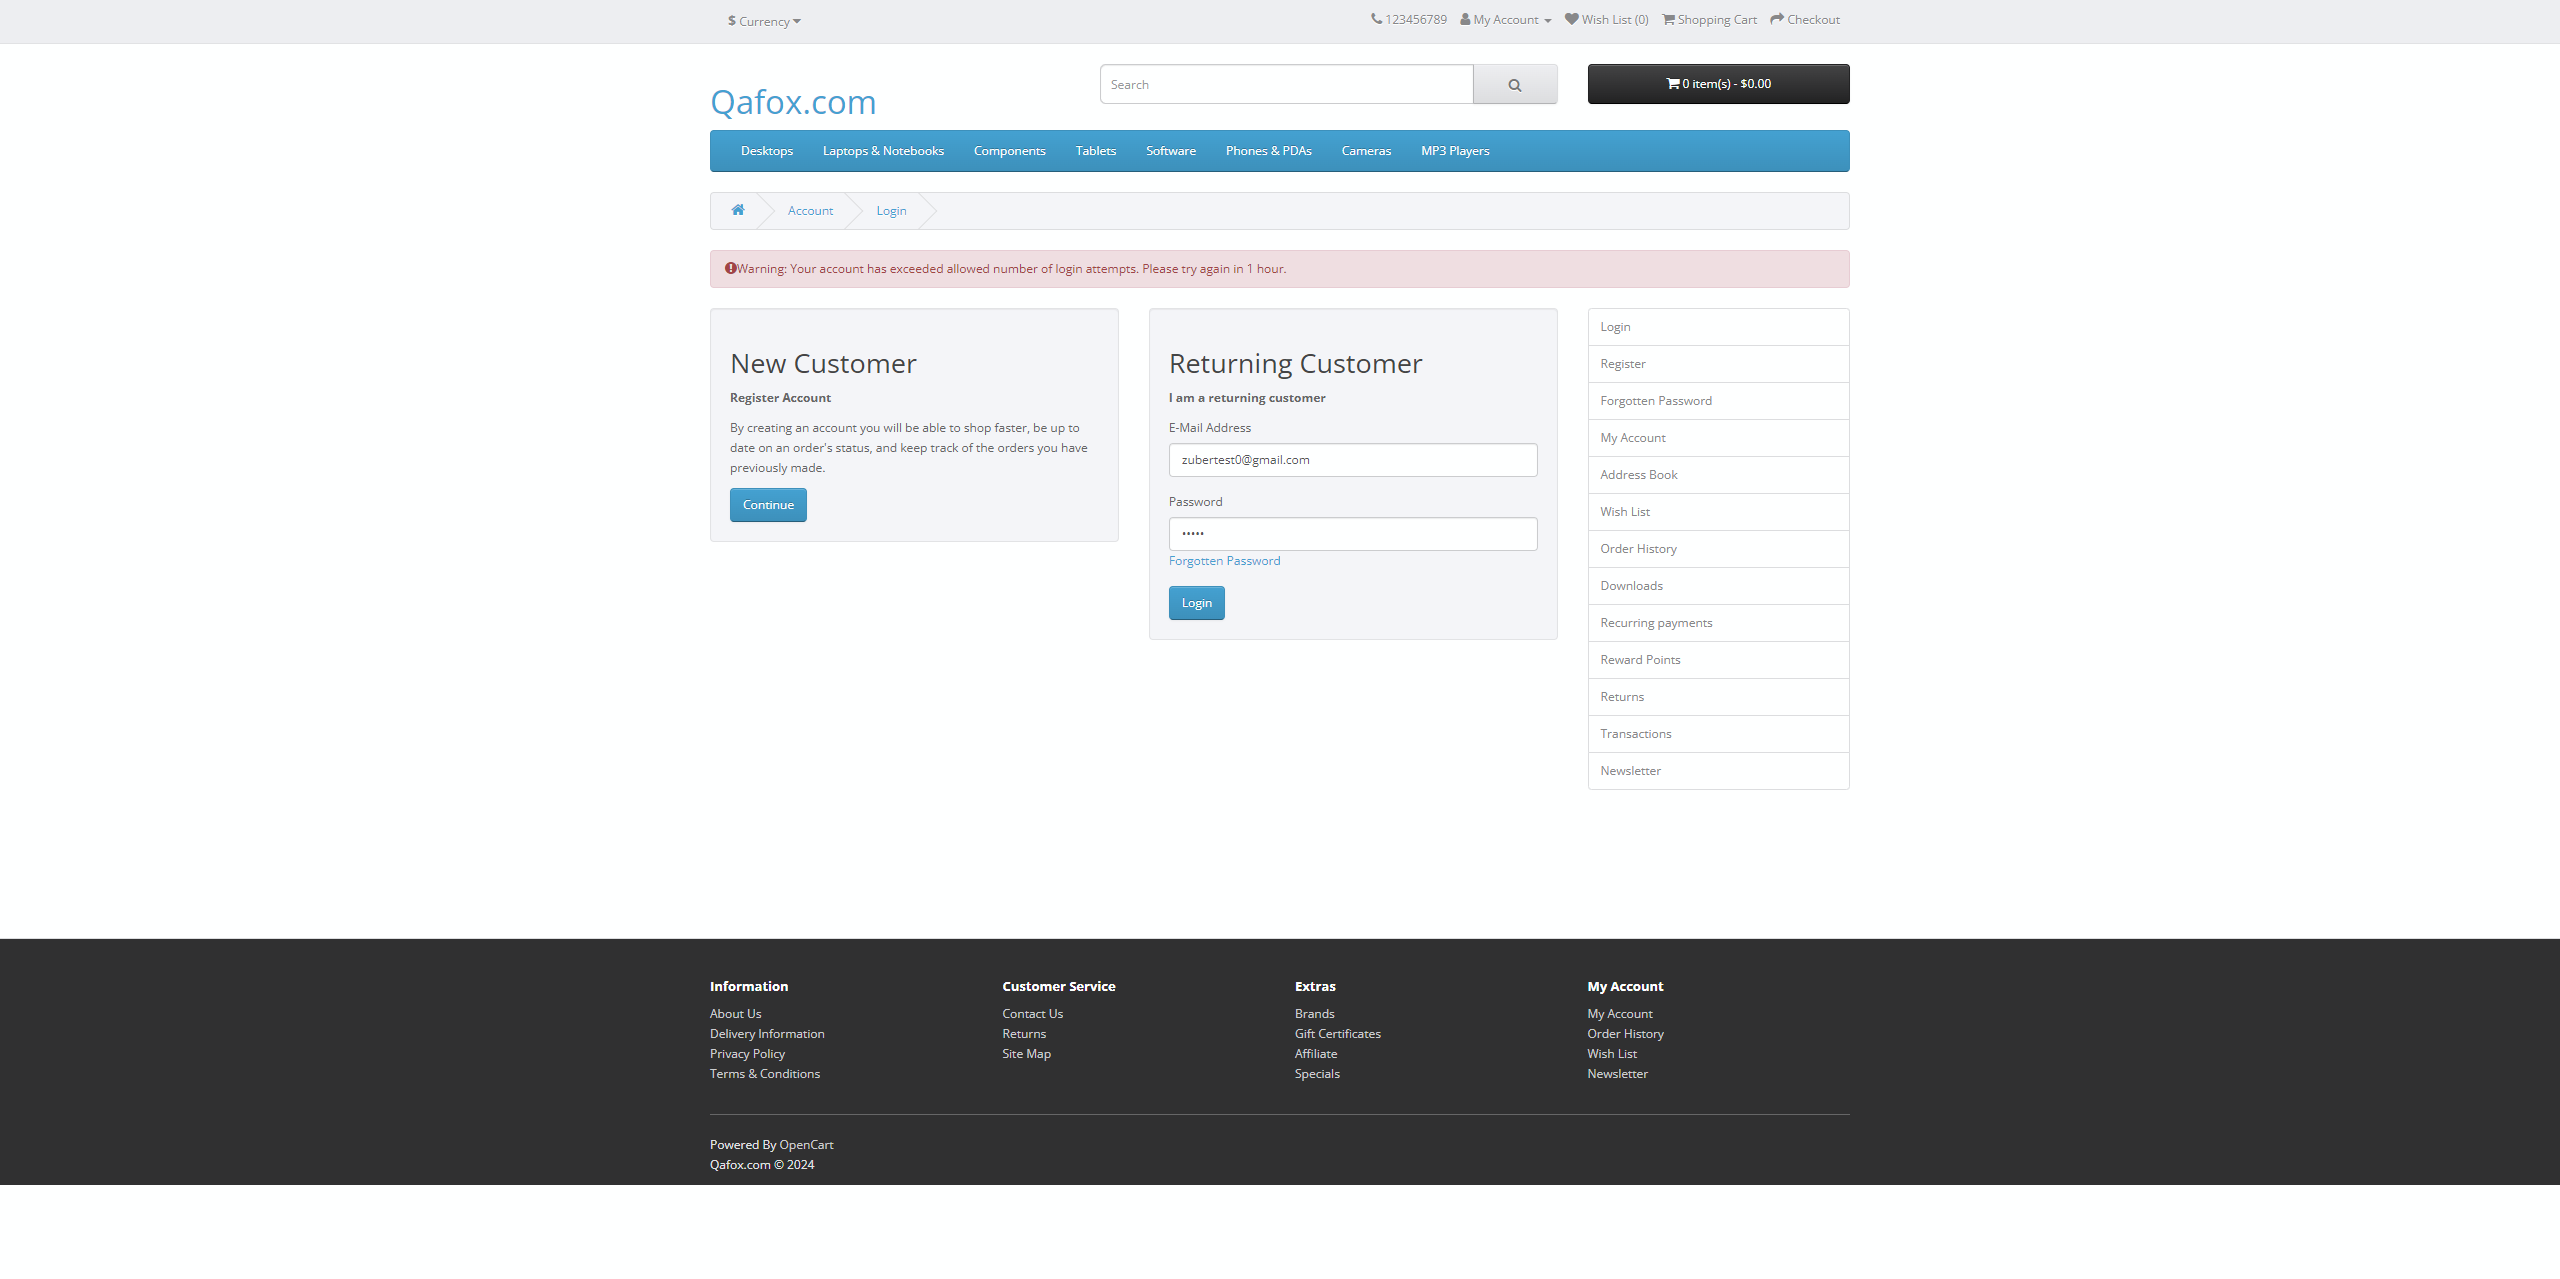 $ Currency
123456789 My Account Wish List (0) Shopping Cart Checkout
Qafox.com
Search
0 item(s) - $0.00
Desktops Laptops & Notebooks Components Tablets Software Phones & PDAs Cameras MP3 Players
Account Login
Warning: Your account has exceeded allowed number of login attempts. Please try again in 1 hour.
New Customer
Register Account
By creating an account you will be able to shop faster, be up to
date on an order's status, and keep track of the orders you have
previously made.
Continue
Returning Customer
I am a returning customer
E-Mail Address
zubertest0@gmail.com
Password
•••••
Forgotten Password
Login
Login
Register
Forgotten Password
My Account
Address Book
Wish List
Order History
Downloads
Recurring payments
Reward Points
Returns
Transactions
Newsletter
Information
About Us
Delivery Information
Privacy Policy
Terms & Conditions
Customer Service
Contact Us
Returns
Site Map
Extras
Brands
Gift Certificates
Affiliate
Specials
My Account
My Account
Order History
Wish List
Newsletter
Powered By OpenCart
Qafox.com © 2024